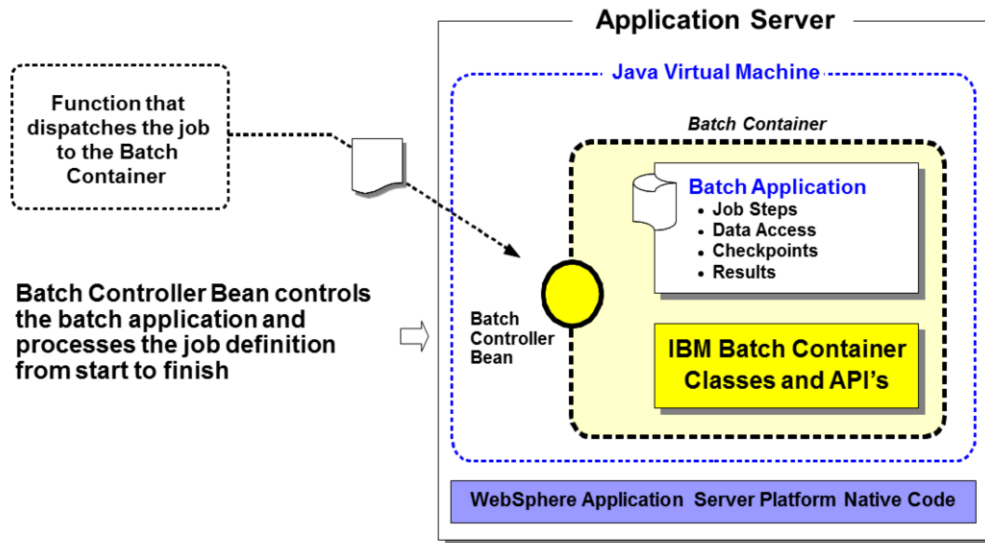 Application Server
Java Virtual Machine
Function that
dispatches the job
to the Batch
Container
Batch Container
Batch Application
• Job Steps
• Data Access
• Checkpoints
• Results
Batch Controller Bean controls
the batch application and
processes the job definition
from start to finish
Batch
Controller
Bean
IBM Batch Container
Classes and API's
WebSphere Application Server Platform Native Code